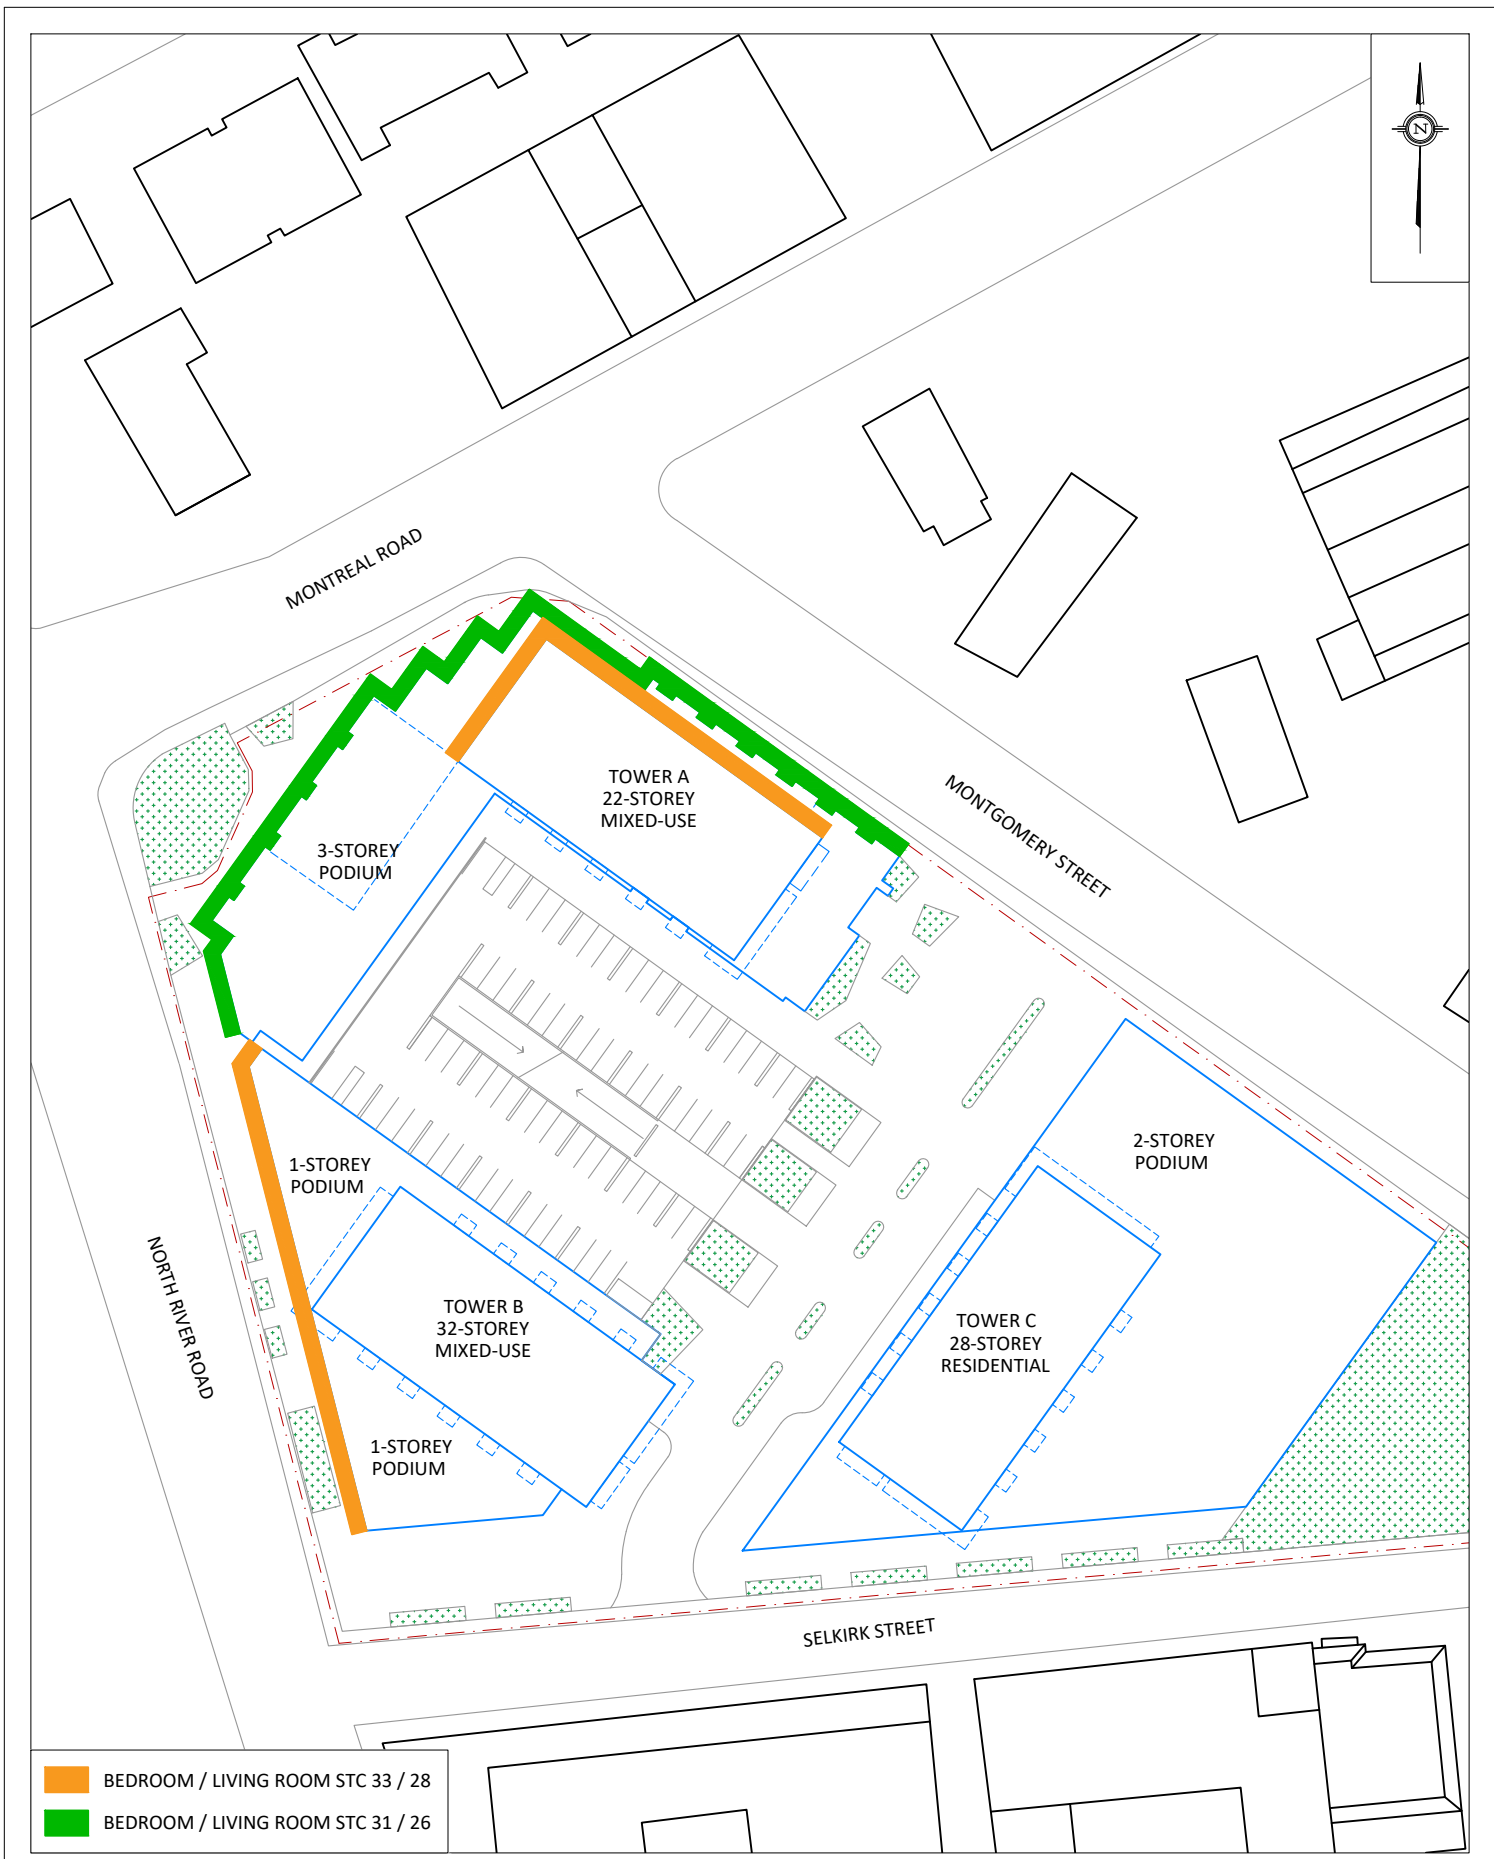 N
MONTREAL ROAD
TOWER A
22-STOREY
MIXED-USE
MONTGOMERY STREET
3-STOREY
PODIUM
2-STOREY
PODIUM
1-STOREY
PODIUM
NORTH RIVER ROAD
TOWER B
32-STOREY
MIXED-USE
TOWER C
28-STOREY
RESIDENTIAL
1-STOREY
PODIUM
SELKIRK STREET
BEDROOM / LIVING ROOM STC 33 / 28
BEDROOM / LIVING ROOM STC 31 / 26